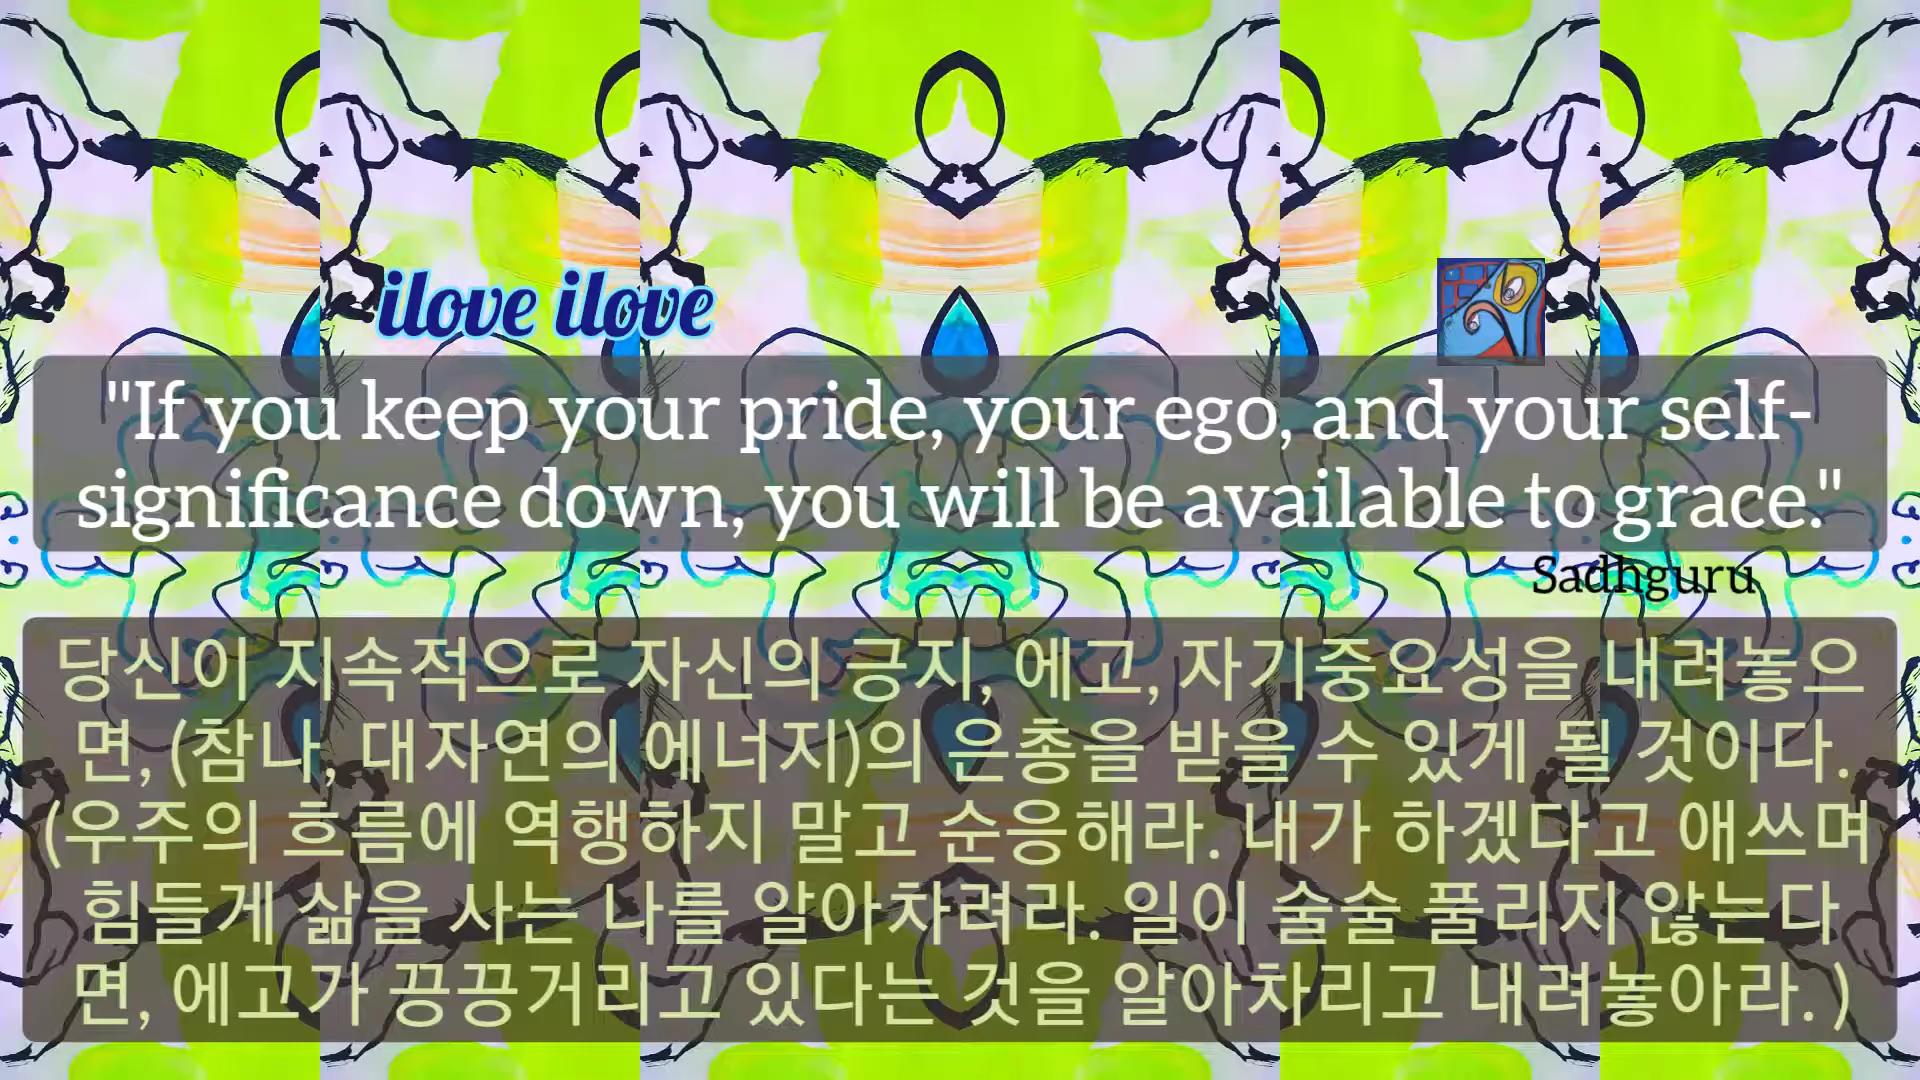 ilove ilove
"If you keep your pride, your ego, and your self-
significance down, you will be available to grace."
Sadhguru
당신이 지속적으로 자신의 긍지, 에고, 자기중요성을 내려놓으
면, (참나, 대자연의 에너지)의 은총을 받을 수 있게 될 것이다.
(우주의 흐름에 역행하지 말고 순응해라. 내가 하겠다고 애쓰며
힘들게 삶을 사는 나를 알아차려라. 일이 술술 풀리지 않는다
면, 에고가 끙끙거리고 있다는 것을 알아차리고 내려놓아라. )